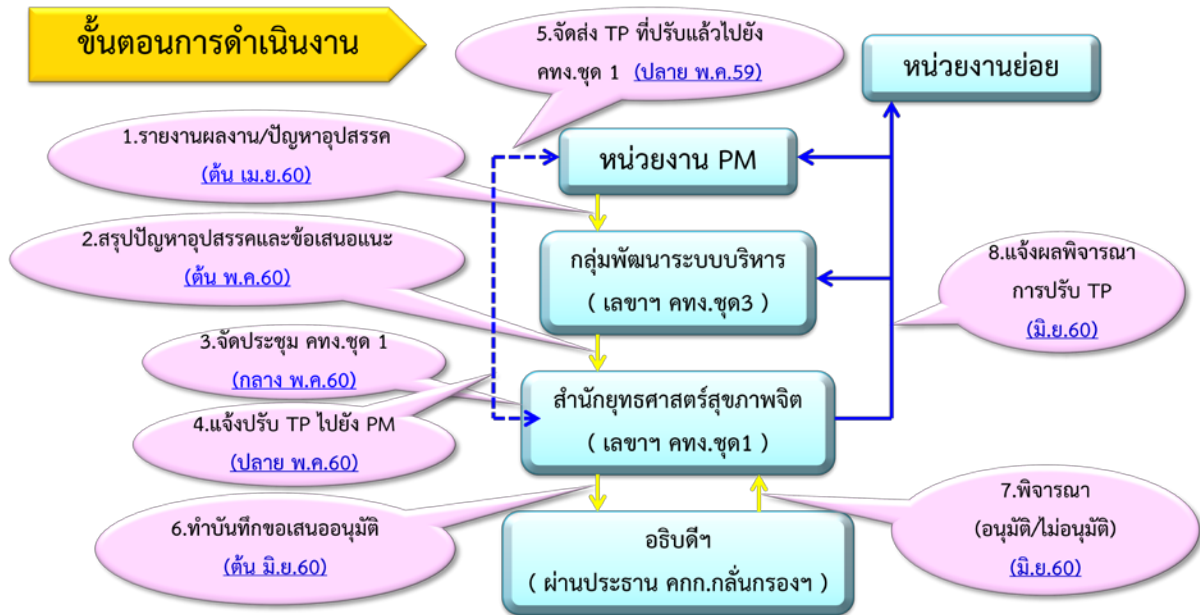 ขั้นตอนการดำเนินงาน
5.จัดส่ง TP ที่ปรับแล้วไปยัง
คทง.ชุด 1 (ปลาย พ.ค.59)
หน่วยงานย่อย
1.รายงานผลงาน/ปัญหาอุปสรรค
(ต้น เม.ย.60)
หน่วยงาน PM
2.สรุปปัญหาอุปสรรคและข้อเสนอแนะ
(ต้น พ.ค.60)
กลุ่มพัฒนาระบบบริหาร
( เลขาฯ คทง.ชุด3 )
8.แจ้งผลพิจารณา
การปรับ TP
(มิ.ย.60)
3.จัดประชุม คทง.ชุด 1
(กลาง พ.ค.60)
สำนักยุทธศาสตร์สุขภาพจิต
( เลขาฯ คทง.ชุด1 )
4.แจ้งปรับ TP ไปยัง PM
(ปลาย พ.ค.60)
6.ทำบันทึกขอเสนออนุมัติ
(ต้น มิ.ย.60)
อธิบดีฯ
( ผ่านประธาน คกก.กลั่นกรองฯ )
7.พิจารณา
(อนุมัติ/ไม่อนุมัติ)
(มิ.ย.60)